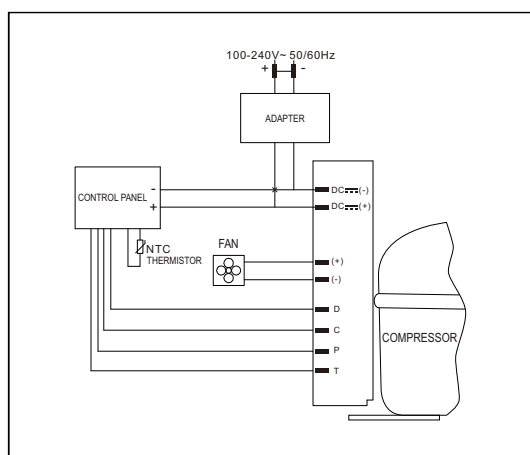 100-240V~ 50/60Hz
+ -
ADAPTER
DC (-)
CONTROL PANEL
-
+
DC (+)
NTC
THERMISTOR
FAN
(+)
(-)
D
C
COMPRESSOR
P
T